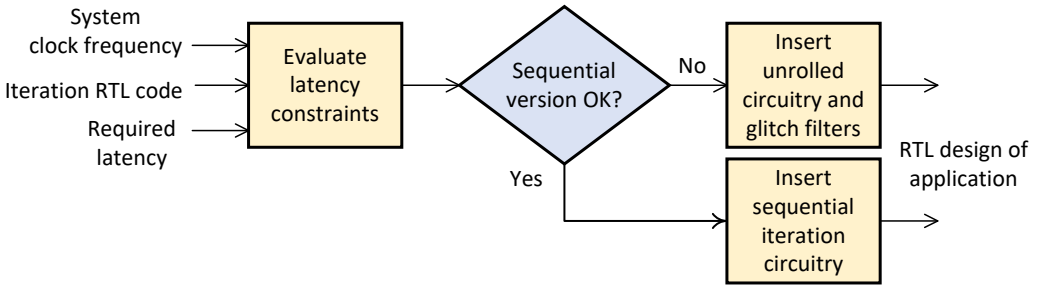 System
clock frequency
Iteration RTL code
Required
latency
Evaluate
latency
constraints
Sequential
version OK?
No
Yes
Insert
unrolled
circuitry and
glitch filters
Insert
sequential
iteration
circuitry
RTL design of
application